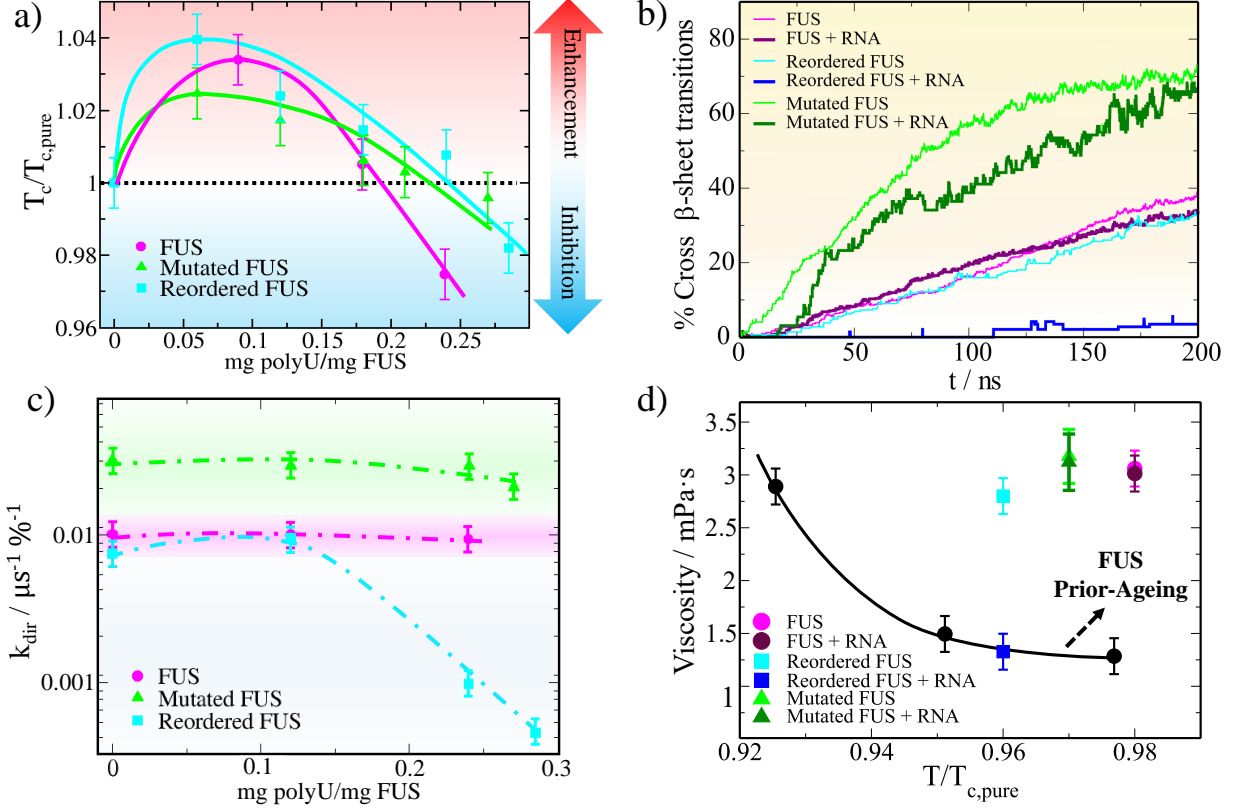 a)
T_c/T_c,pure
1.04
1.02
1
0.98
0.96
FUS
Mutated FUS
Reordered FUS
0
0.05
0.10
0.15
0.20
0.25
mg polyU/mg FUS
Enhancement
Inhibition
b)
% Cross β-sheet transitions
80
60
40
20
0
FUS
FUS + RNA
Reordered FUS
Reordered FUS + RNA
Mutated FUS
Mutated FUS + RNA
0
50
100
150
200
t / ns
c)
k_dir / μs⁻¹ %⁻¹
0.01
0.001
FUS
Mutated FUS
Reordered FUS
0
0.1
0.2
0.3
mg polyU/mg FUS
d)
Viscosity / mPa·s
3.5
3
2.5
2
1.5
1
FUS
Prior-Ageing
FUS
FUS + RNA
Reordered FUS
Reordered FUS + RNA
Mutated FUS
Mutated FUS + RNA
0.92
0.94
0.96
0.98
T/T_c,pure